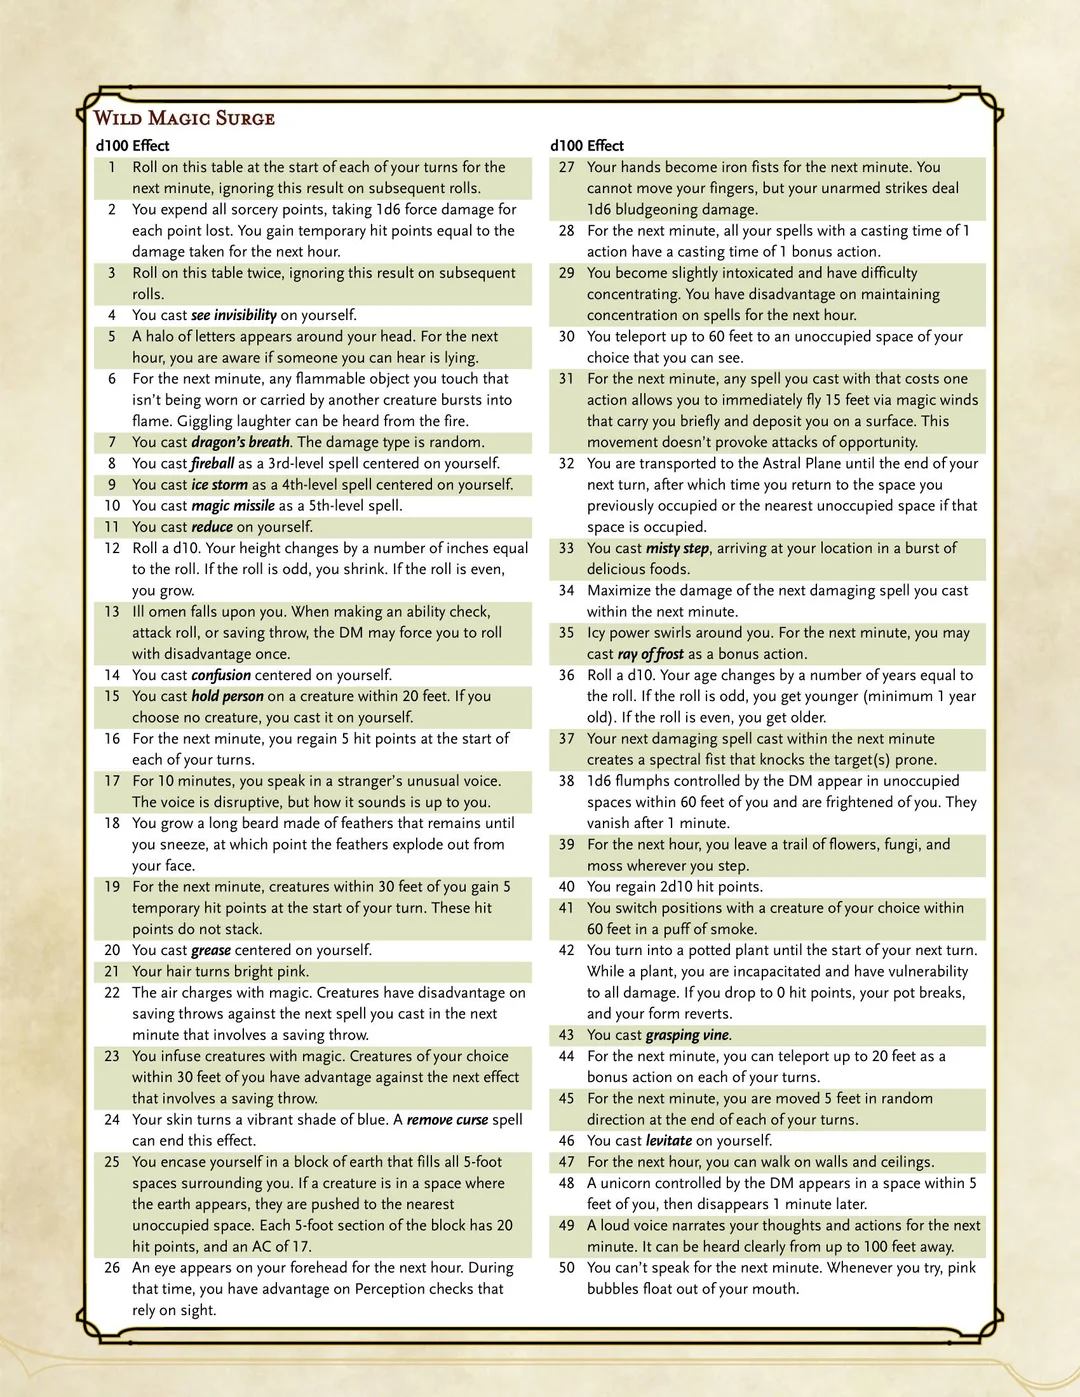 Wild Magic Surge
d100 Effect
1 Roll on this table at the start of each of your turns for the
next minute, ignoring this result on subsequent rolls.
2 You expend all sorcery points, taking 1d6 force damage for
each point lost. You gain temporary hit points equal to the
damage taken for the next hour.
3 Roll on this table twice, ignoring this result on subsequent
rolls.
4 You cast see invisibility on yourself.
5 A halo of letters appears around your head. For the next
hour, you are aware if someone you can hear is lying.
6 For the next minute, any flammable object you touch that
isn't being worn or carried by another creature bursts into
flame. Giggling laughter can be heard from the fire.
7 You cast dragon's breath. The damage type is random.
8 You cast fireball as a 3rd-level spell centered on yourself.
9 You cast ice storm as a 4th-level spell centered on yourself.
10 You cast magic missile as a 5th-level spell.
11 You cast reduce on yourself.
12 Roll a d10. Your height changes by a number of inches equal
to the roll. If the roll is odd, you shrink. If the roll is even,
you grow.
13 Ill omen falls upon you. When making an ability check,
attack roll, or saving throw, the DM may force you to roll
with disadvantage once.
14 You cast confusion centered on yourself.
15 You cast hold person on a creature within 20 feet. If you
choose no creature, you cast it on yourself.
16 For the next minute, you regain 5 hit points at the start of
each of your turns.
17 For 10 minutes, you speak in a stranger's unusual voice.
The voice is disruptive, but how it sounds is up to you.
18 You grow a long beard made of feathers that remains until
you sneeze, at which point the feathers explode out from
your face.
19 For the next minute, creatures within 30 feet of you gain 5
temporary hit points at the start of your turn. These hit
points do not stack.
20 You cast grease centered on yourself.
21 Your hair turns bright pink.
22 The air charges with magic. Creatures have disadvantage on
saving throws against the next spell you cast in the next
minute that involves a saving throw.
23 You infuse creatures with magic. Creatures of your choice
within 30 feet of you have advantage against the next effect
that involves a saving throw.
24 Your skin turns a vibrant shade of blue. A remove curse spell
can end this effect.
25 You encase yourself in a block of earth that fills all 5-foot
spaces surrounding you. If a creature is in a space where
the earth appears, they are pushed to the nearest
unoccupied space. Each 5-foot section of the block has 20
hit points, and an AC of 17.
26 An eye appears on your forehead for the next hour. During
that time, you have advantage on Perception checks that
rely on sight.
d100 Effect
27 Your hands become iron fists for the next minute. You
cannot move your fingers, but your unarmed strikes deal
1d6 bludgeoning damage.
28 For the next minute, all your spells with a casting time of 1
action have a casting time of 1 bonus action.
29 You become slightly intoxicated and have difficulty
concentrating. You have disadvantage on maintaining
concentration on spells for the next hour.
30 You teleport up to 60 feet to an unoccupied space of your
choice that you can see.
31 For the next minute, any spell you cast with that costs one
action allows you to immediately fly 15 feet via magic winds
that carry you briefly and deposit you on a surface. This
movement doesn't provoke attacks of opportunity.
32 You are transported to the Astral Plane until the end of your
next turn, after which time you return to the space you
previously occupied or the nearest unoccupied space if that
space is occupied.
33 You cast misty step, arriving at your location in a burst of
delicious foods.
34 Maximize the damage of the next damaging spell you cast
within the next minute.
35 Icy power swirls around you. For the next minute, you may
cast ray of frost as a bonus action.
36 Roll a d10. Your age changes by a number of years equal to
the roll. If the roll is odd, you get younger (minimum 1 year
old). If the roll is even, you get older.
37 Your next damaging spell cast within the next minute
creates a spectral fist that knocks the target(s) prone.
38 1d6 flumphs controlled by the DM appear in unoccupied
spaces within 60 feet of you and are frightened of you. They
vanish after 1 minute.
39 For the next hour, you leave a trail of flowers, fungi, and
moss wherever you step.
40 You regain 2d10 hit points.
41 You switch positions with a creature of your choice within
60 feet in a puff of smoke.
42 You turn into a potted plant until the start of your next turn.
While a plant, you are incapacitated and have vulnerability
to all damage. If you drop to 0 hit points, your pot breaks,
and your form reverts.
43 You cast grasping vine.
44 For the next minute, you can teleport up to 20 feet as a
bonus action on each of your turns.
45 For the next minute, you are moved 5 feet in random
direction at the end of each of your turns.
46 You cast levitate on yourself.
47 For the next hour, you can walk on walls and ceilings.
48 A unicorn controlled by the DM appears in a space within 5
feet of you, then disappears 1 minute later.
49 A loud voice narrates your thoughts and actions for the next
minute. It can be heard clearly from up to 100 feet away.
50 You can't speak for the next minute. Whenever you try, pink
bubbles float out of your mouth.